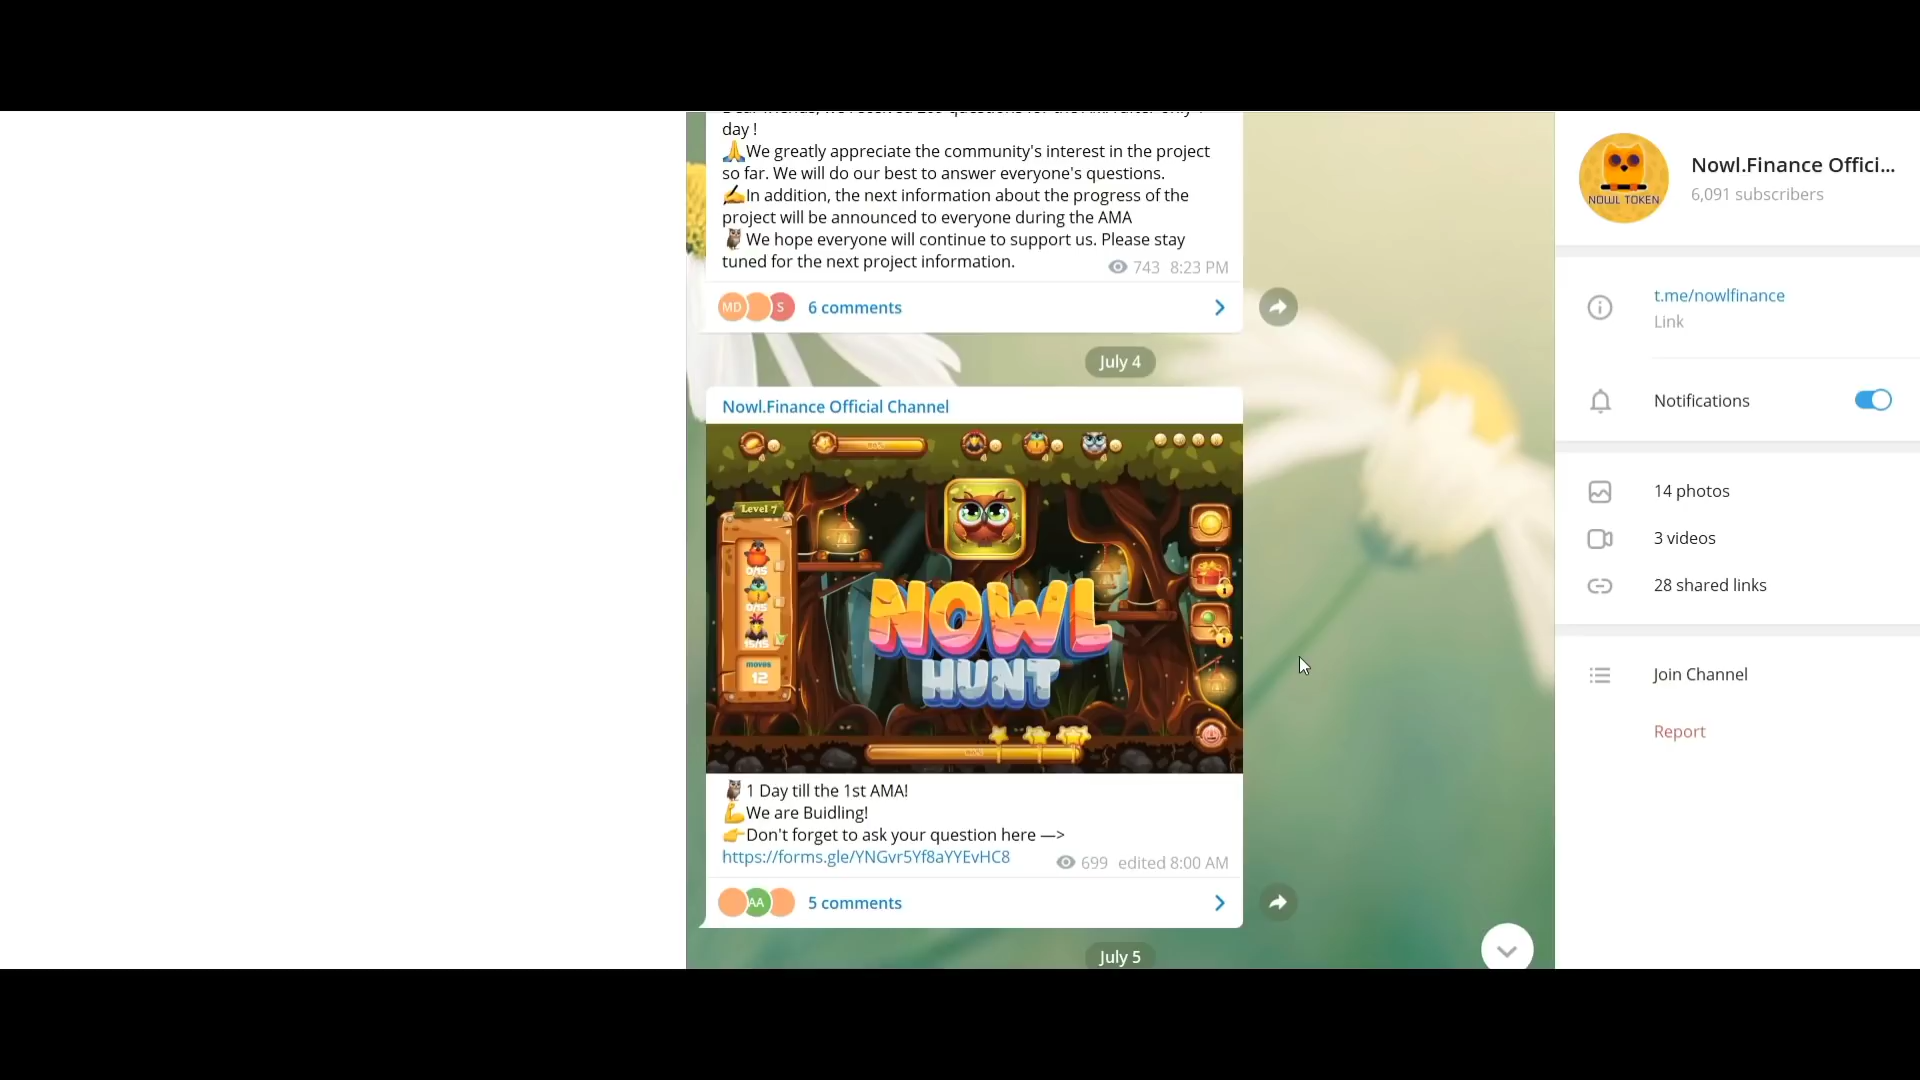 day !
🙏We greatly appreciate the community's interest in the project
so far. We will do our best to answer everyone's questions.
✍️In addition, the next information about the progress of the
project will be announced to everyone during the AMA
🦉 We hope everyone will continue to support us. Please stay
tuned for the next project information.
743 8:23 PM
MD
S
6 comments
July 4
Nowl.Finance Official Channel
Level 7
0/15
0/15
15/15
moves
12
NOWL
HUNT
🦉 1 Day till the 1st AMA!
💪We are Buidling!
👉Don't forget to ask your question here —>
https://forms.gle/YNGvr5Yf8aYYEvHC8
699 edited 8:00 AM
AA
5 comments
July 5
NOWL TOKEN
Nowl.Finance Offici...
6,091 subscribers
t.me/nowlfinance
Link
Notifications
14 photos
3 videos
28 shared links
Join Channel
Report